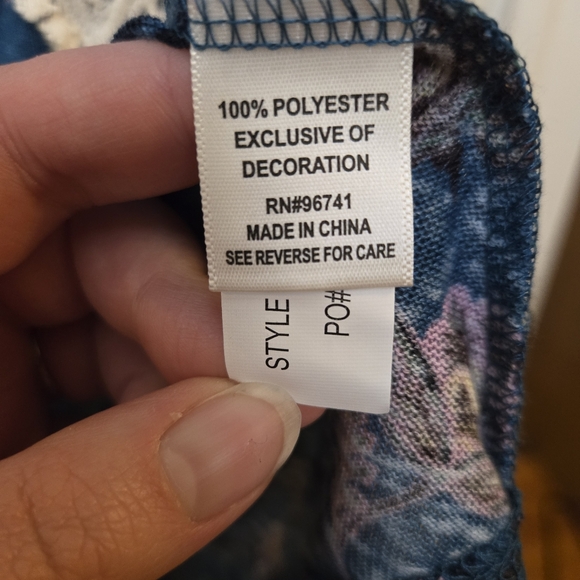 100% POLYESTER
EXCLUSIVE OF
DECORATION
RN#96741
MADE IN CHINA
SEE REVERSE FOR CARE
STYLE
PO#